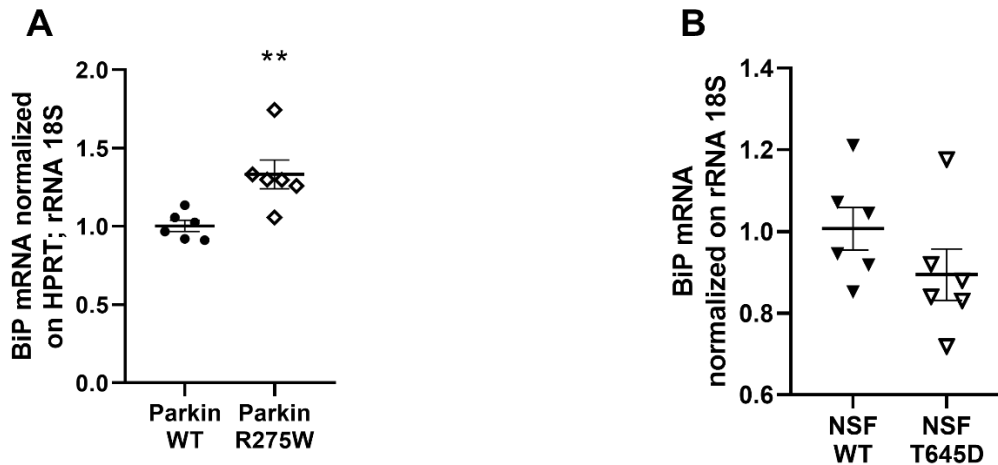 A
BiP mRNA normalized
on HPRT; rRNA 18S
2.0
1.5
1.0
0.5
0.0
**
Parkin
WT
Parkin
R275W
B
BiP mRNA
normalized on rRNA 18S
1.4
1.2
1.0
0.8
0.6
NSF
WT
NSF
T645D